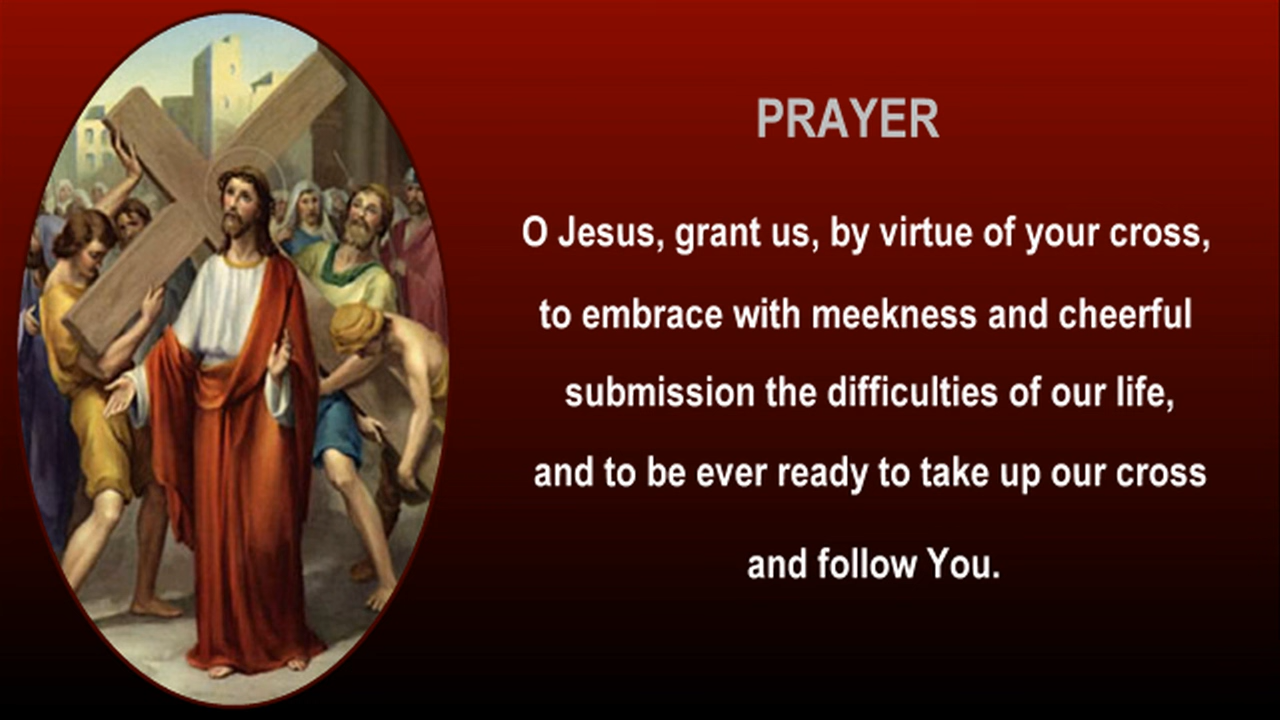 PRAYER
O Jesus, grant us, by virtue of your cross,
to embrace with meekness and cheerful
submission the difficulties of our life,
and to be ever ready to take up our cross
and follow You.